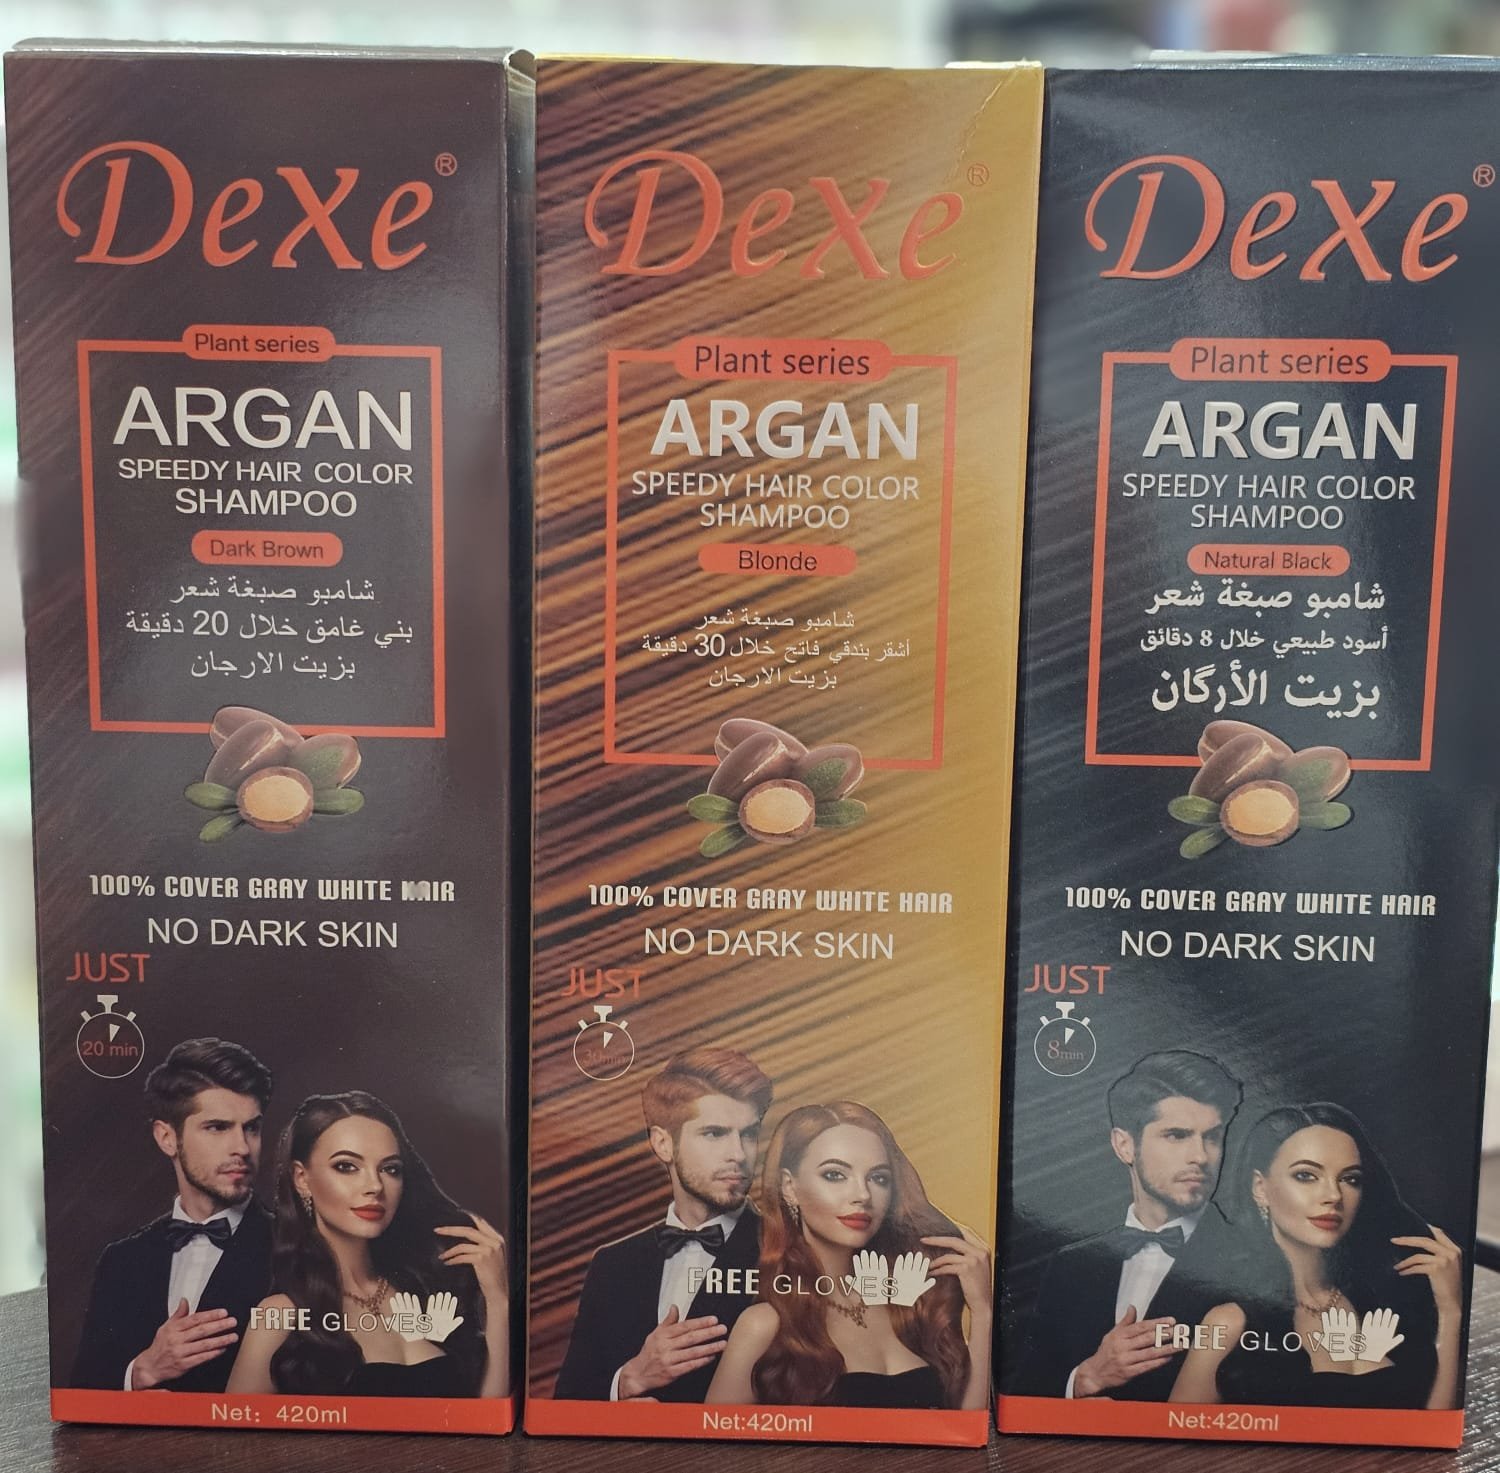 DeXe®
Plant series
ARGAN
SPEEDY HAIR COLOR
SHAMPOO
Dark Brown
شامبو صبغة شعر
بني غامق خلال 20 دقيقة
بزيت الارجان
100% COVER GRAY WHITE HAIR
NO DARK SKIN
JUST
20 min
FREE GLOVES
Net: 420ml
DeXe®
Plant series
ARGAN
SPEEDY HAIR COLOR
SHAMPOO
Blonde
شامبو صبغة شعر
أشقر بندقي فاتح خلال 30 دقيقة
بزيت الارجان
100% COVER GRAY WHITE HAIR
NO DARK SKIN
JUST
30min
FREE GLOVES
Net:420ml
DeXe®
Plant series
ARGAN
SPEEDY HAIR COLOR
SHAMPOO
Natural Black
شامبو صبغة شعر
أسود طبيعي خلال 8 دقائق
بزيت الأرگان
100% COVER GRAY WHITE HAIR
NO DARK SKIN
JUST
8min
FREE GLOVES
Net:420ml